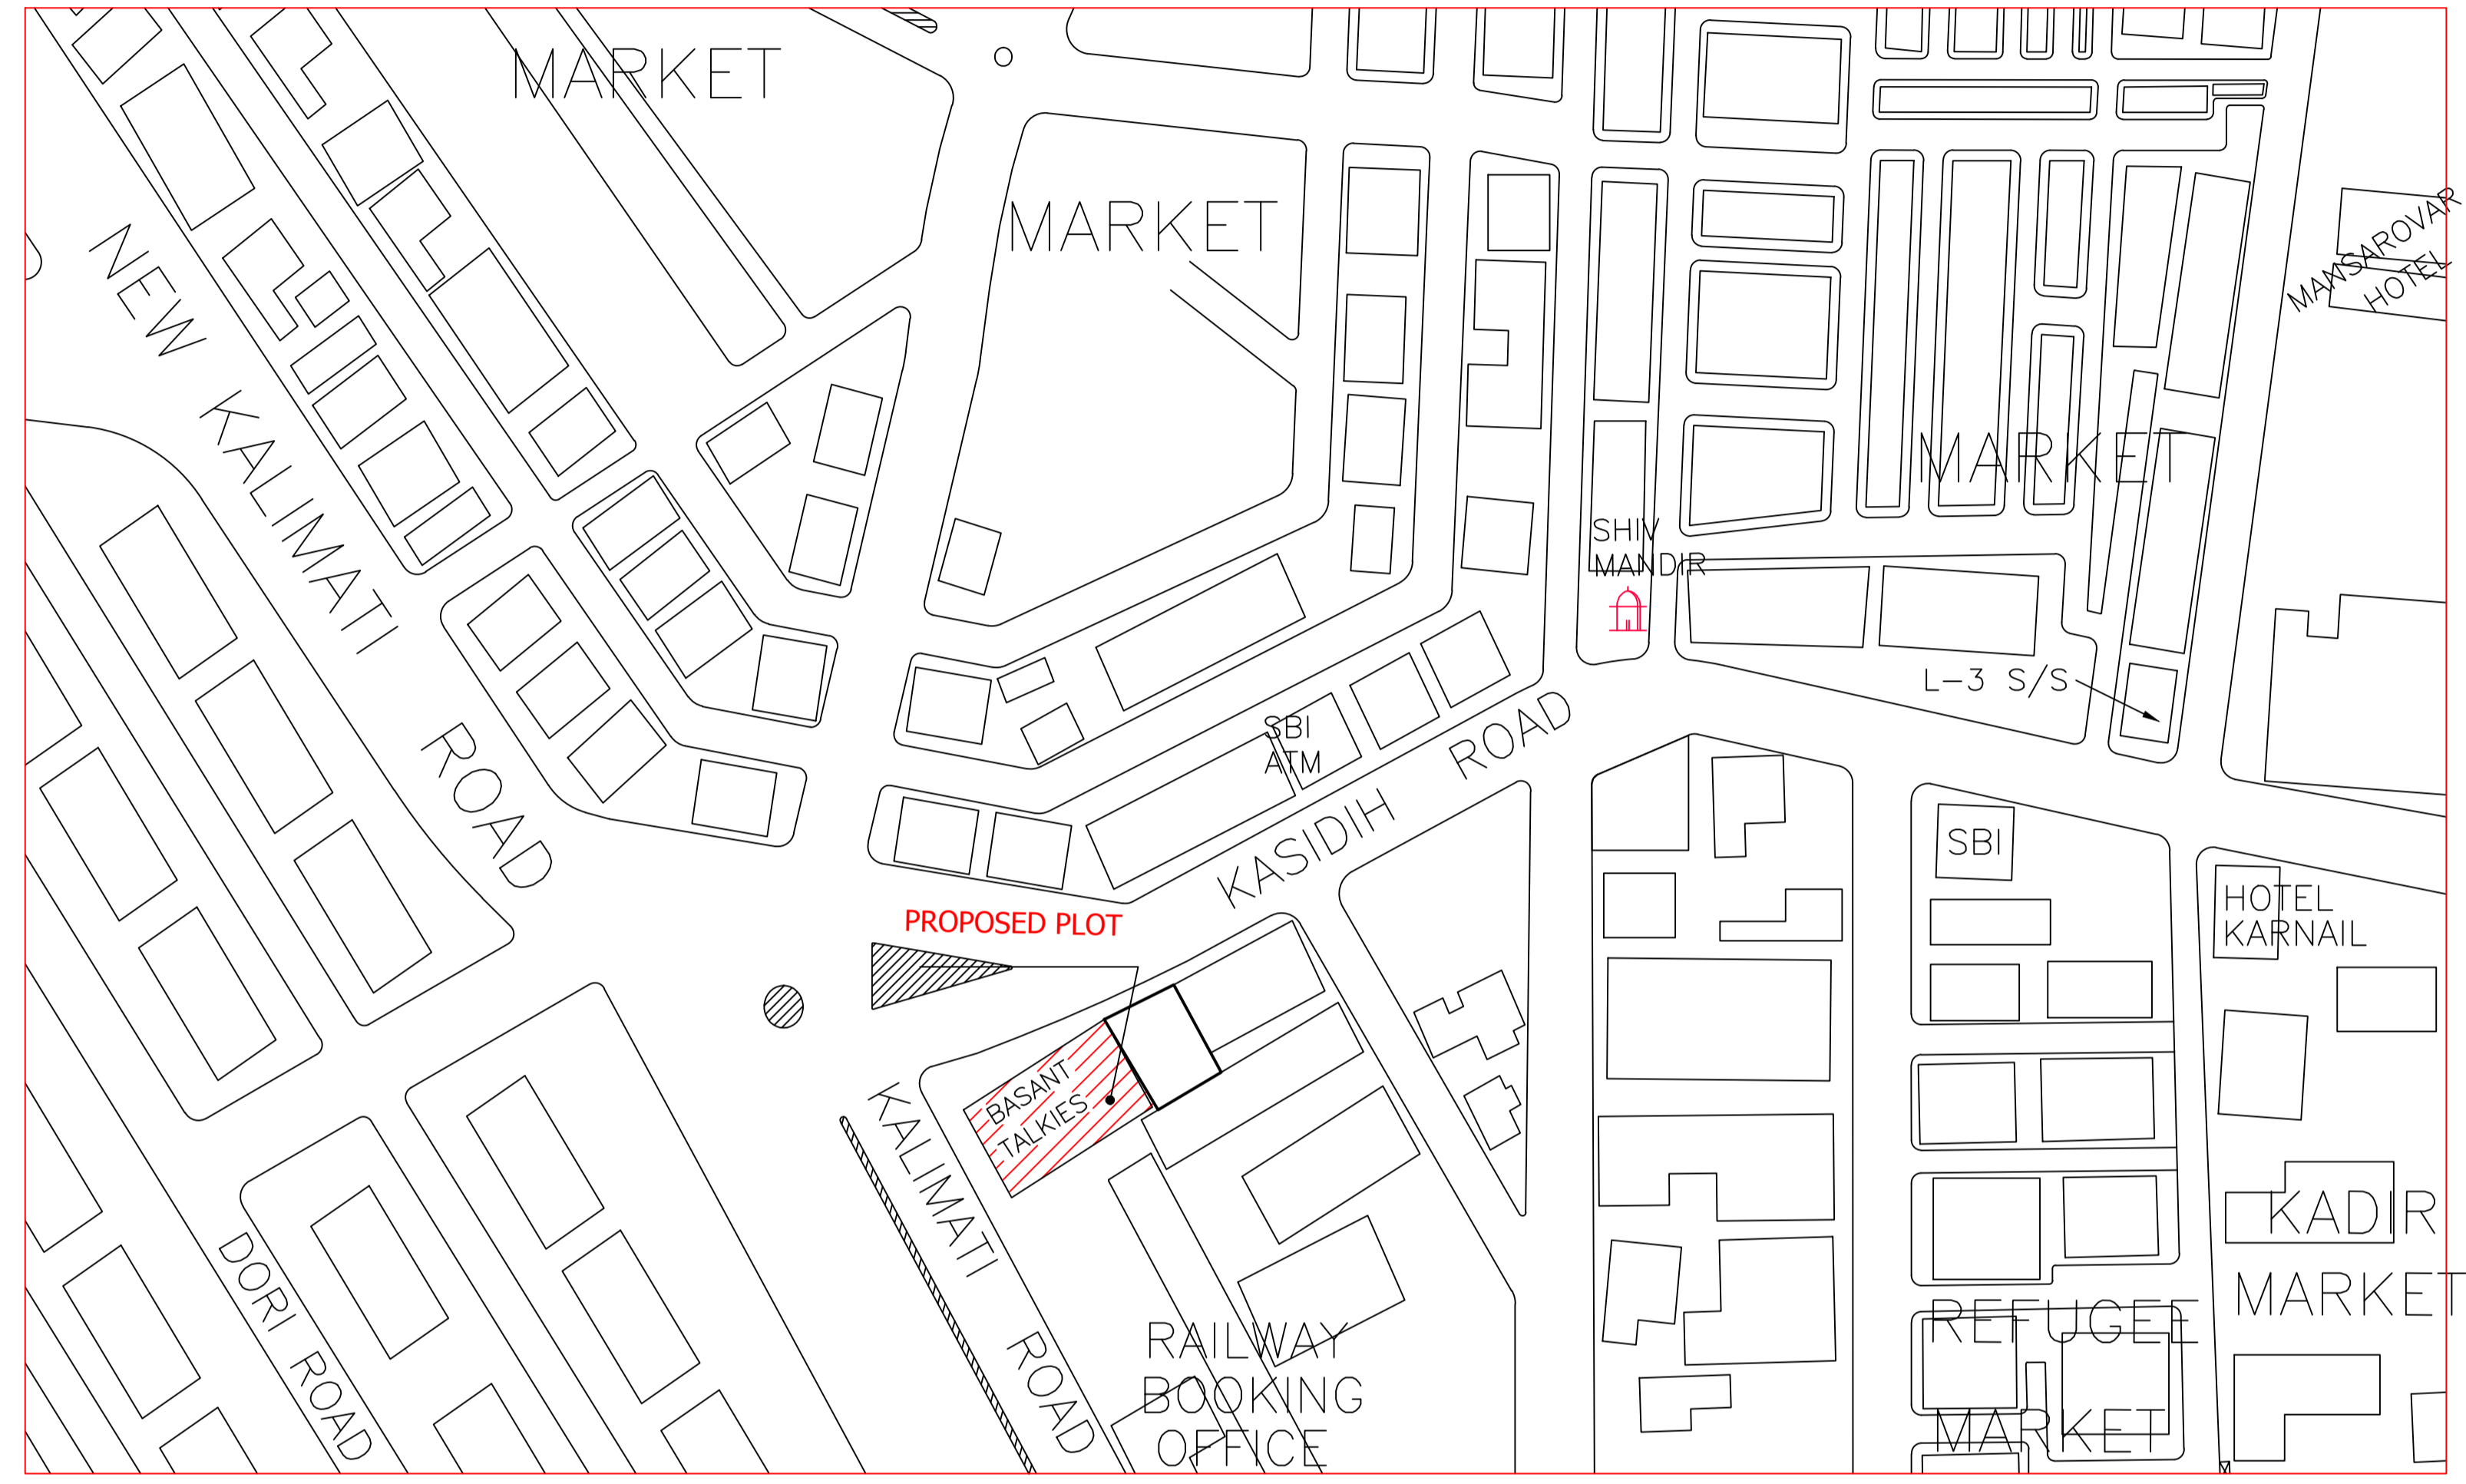 MARKET
MARKET
MANSAROVAR
HOTEL
NEW KALIMATI
ROAD
MARKET
SHIV
MANDIR
L-3 S/S
SBI
ATM
KASIDIH ROAD
SBI
HOTEL
KARNAIL
PROPOSED PLOT
BASANT
TALKIES
KALIMATI ROAD
DORI ROAD
KADIR
MARKET
RAILWAY
BOOKING
OFFICE
REFUGEE
MARKET